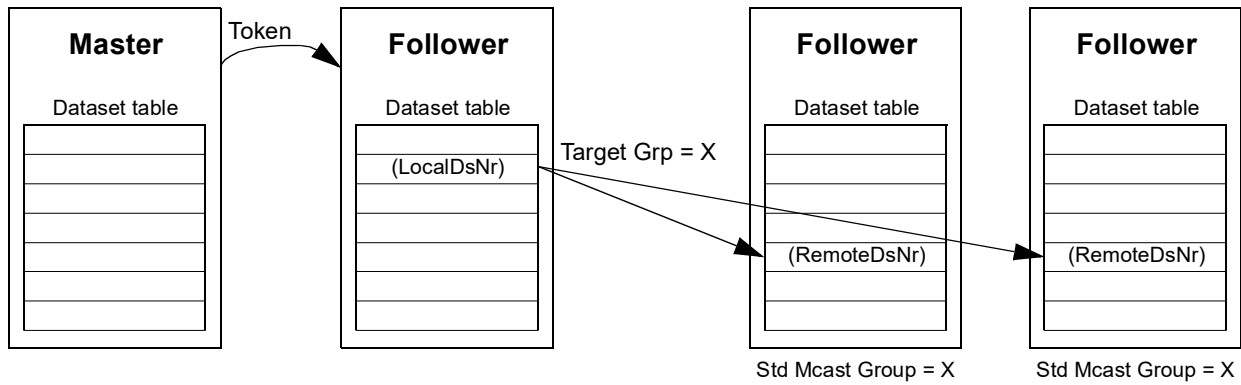 Master
Token
Follower
Follower
Follower
Dataset table
Dataset table
Dataset table
Dataset table
(LocalDsNr)
Target Grp = X
(RemoteDsNr)
(RemoteDsNr)
Std Mcast Group = X
Std Mcast Group = X